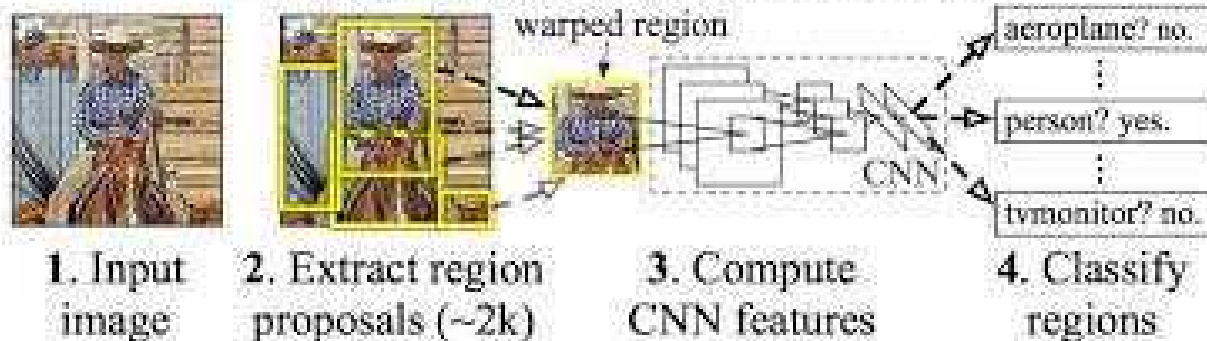 warped region
aeroplane? no.
person? yes.
CNN
tvmonitor? no.
1. Input
image
2. Extract region
proposals (~2k)
3. Compute
CNN features
4. Classify
regions